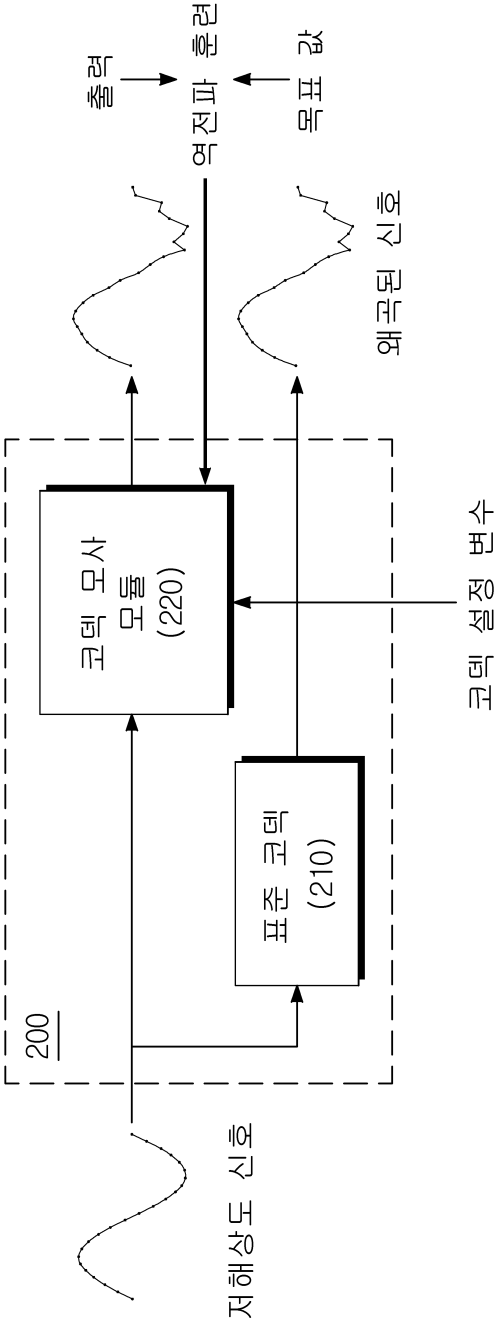 저해상도 신호
200
표준 코덱
(210)
코덱 모사
모듈
(220)
코덱 설정 변수
왜곡된 신호
출력
역전파 훈련
목표 값